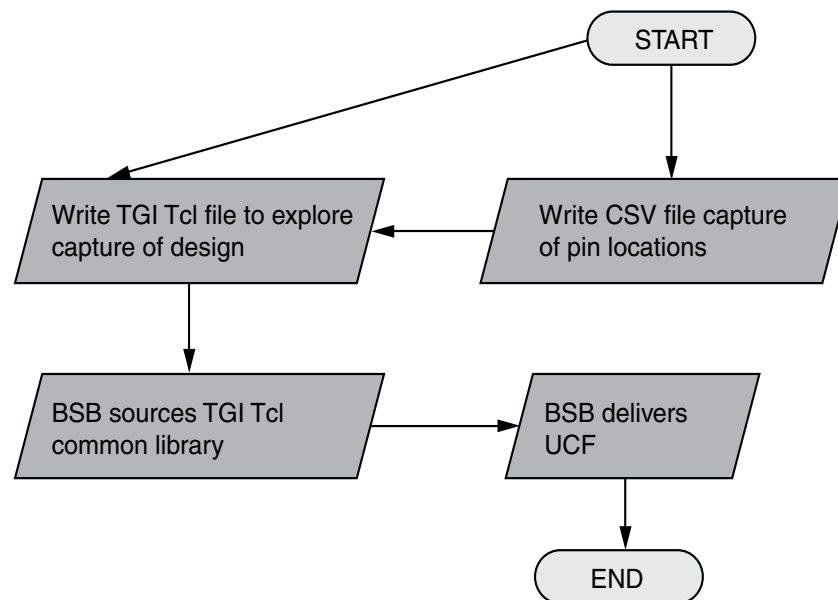 START
Write TGI Tcl file to explore
capture of design
Write CSV file capture
of pin locations
BSB sources TGI Tcl
common library
BSB delivers
UCF
END